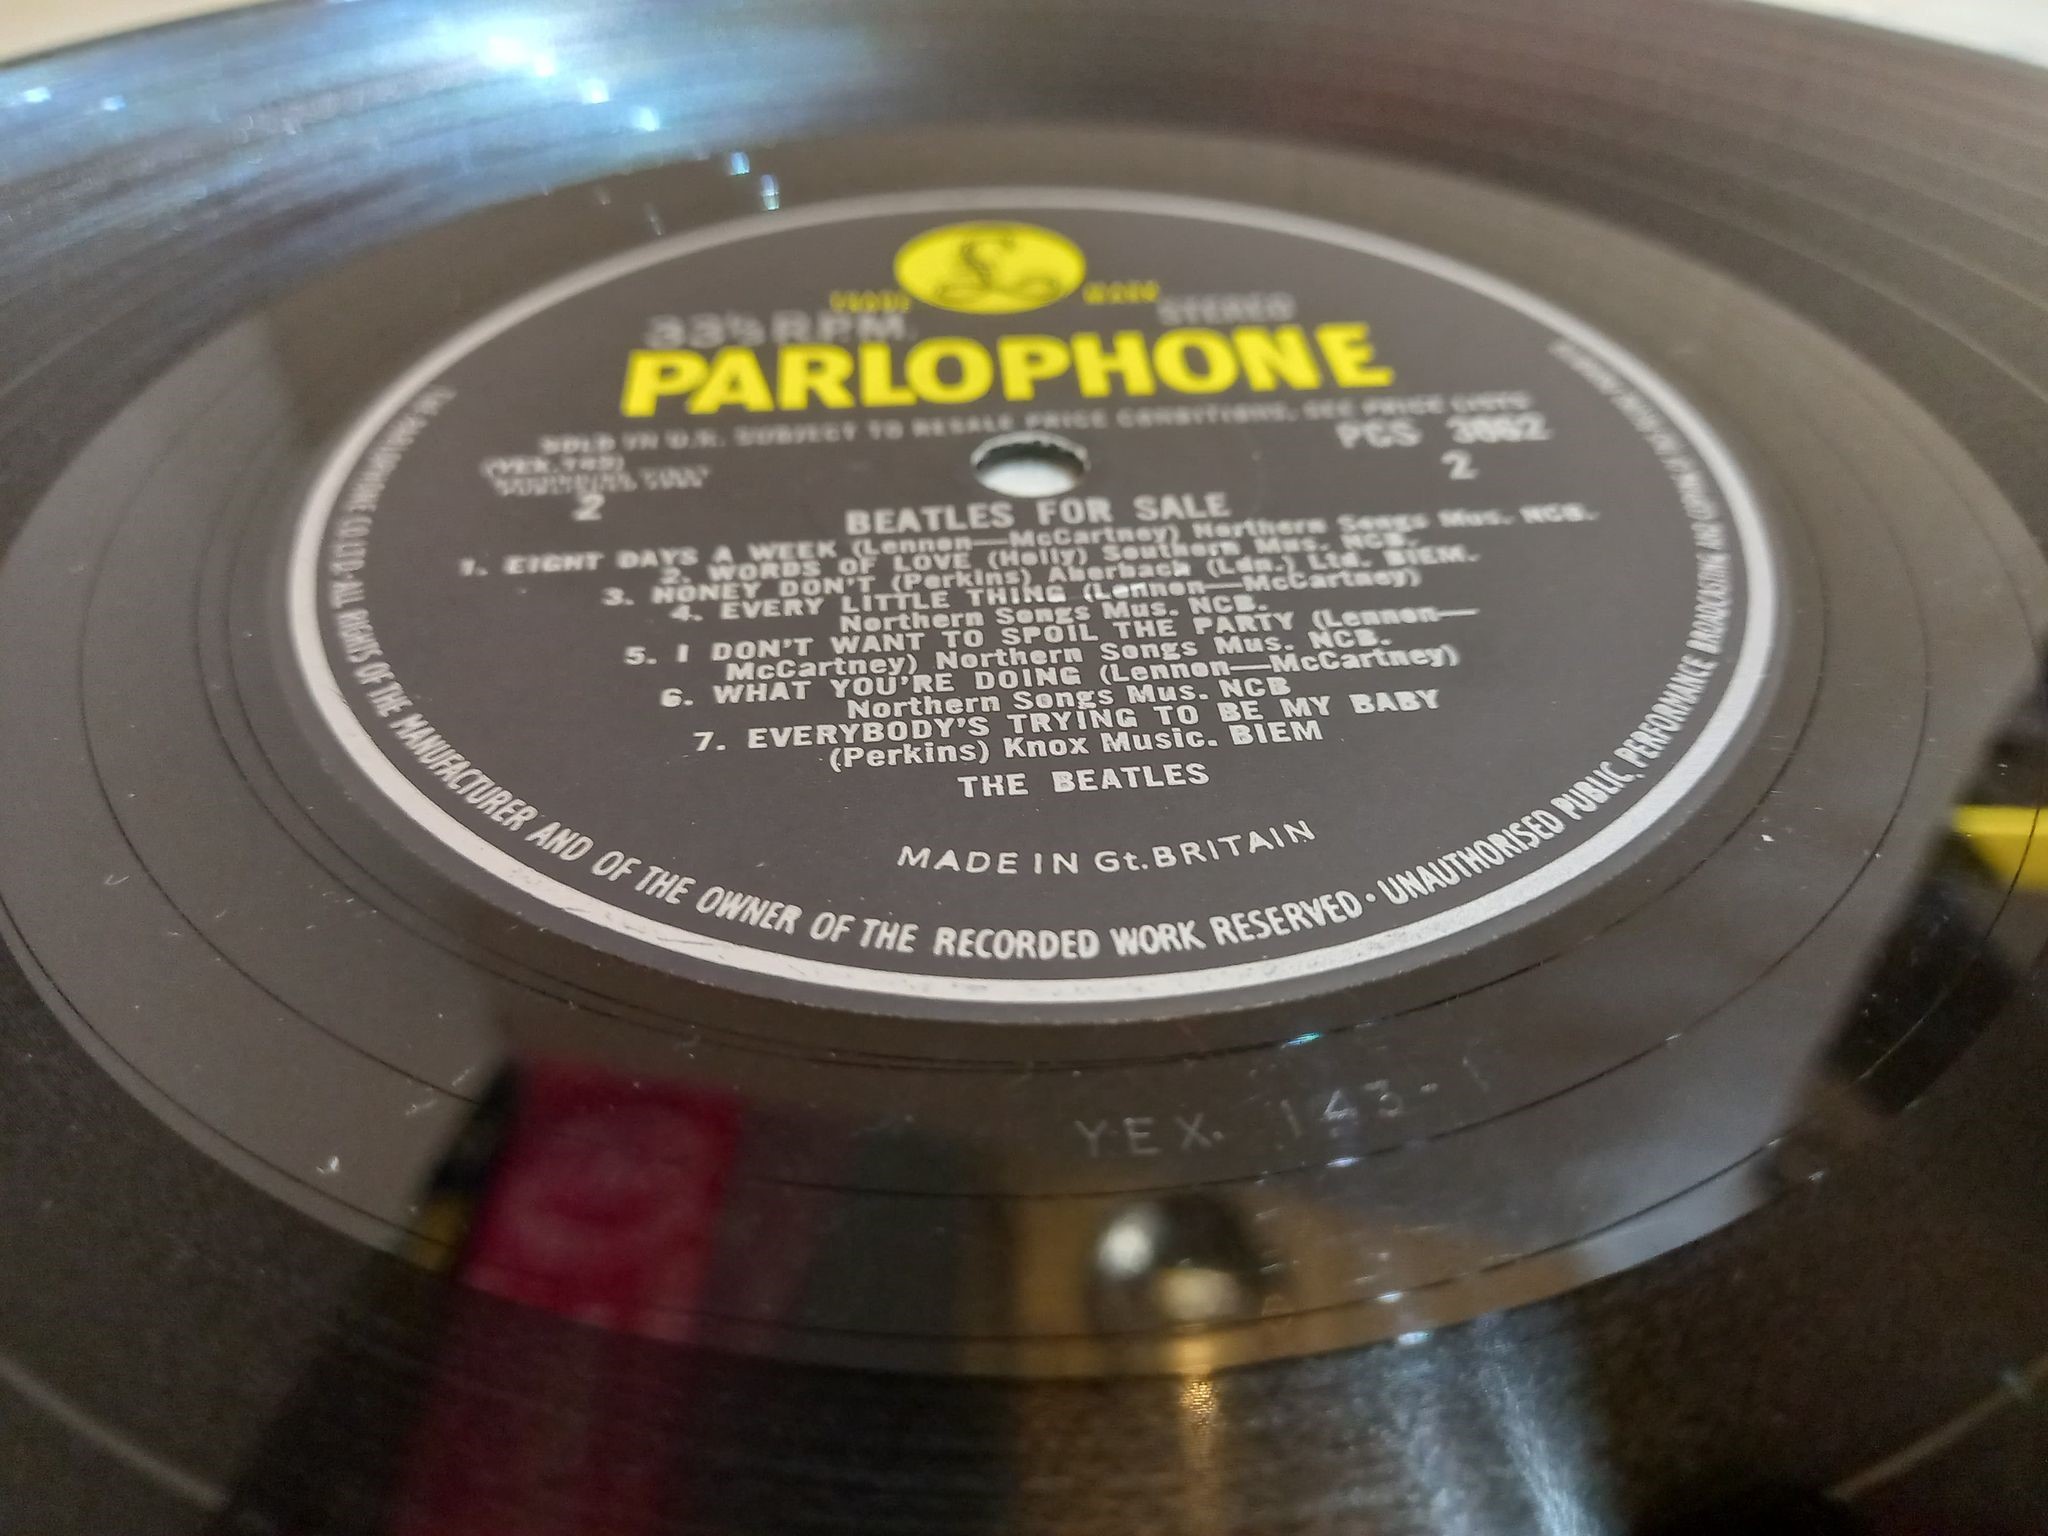 TRADE MARK
33⅓ R.P.M. STEREO
PARLOPHONE
SOLD IN U.K. SUBJECT TO RESALE PRICE CONDITIONS, SEE PRICE LISTS
PCS 3062
2
2
BEATLES FOR SALE
1. EIGHT DAYS A WEEK (Lennon—McCartney) Northern Songs Mus. NCB.
2. WORDS OF LOVE (Holly) Southern Mus. NCB.
3. HONEY DON'T (Perkins) Aberbach (Ldn.) Ltd. BIEM.
4. EVERY LITTLE THING (Lennon—McCartney)
Northern Songs Mus. NCB.
5. I DON'T WANT TO SPOIL THE PARTY (Lennon—
McCartney) Northern Songs Mus. NCB.
6. WHAT YOU'RE DOING (Lennon—McCartney)
Northern Songs Mus. NCB
7. EVERYBODY'S TRYING TO BE MY BABY
(Perkins) Knox Music. BIEM
THE BEATLES
MADE IN Gt. BRITAIN
THE PARLOPHONE CO. LTD. ALL RIGHTS OF THE MANUFACTURER AND OF THE OWNER OF THE RECORDED WORK RESERVED · UNAUTHORISED PUBLIC PERFORMANCE BROADCASTING AND
YEX. 143-1